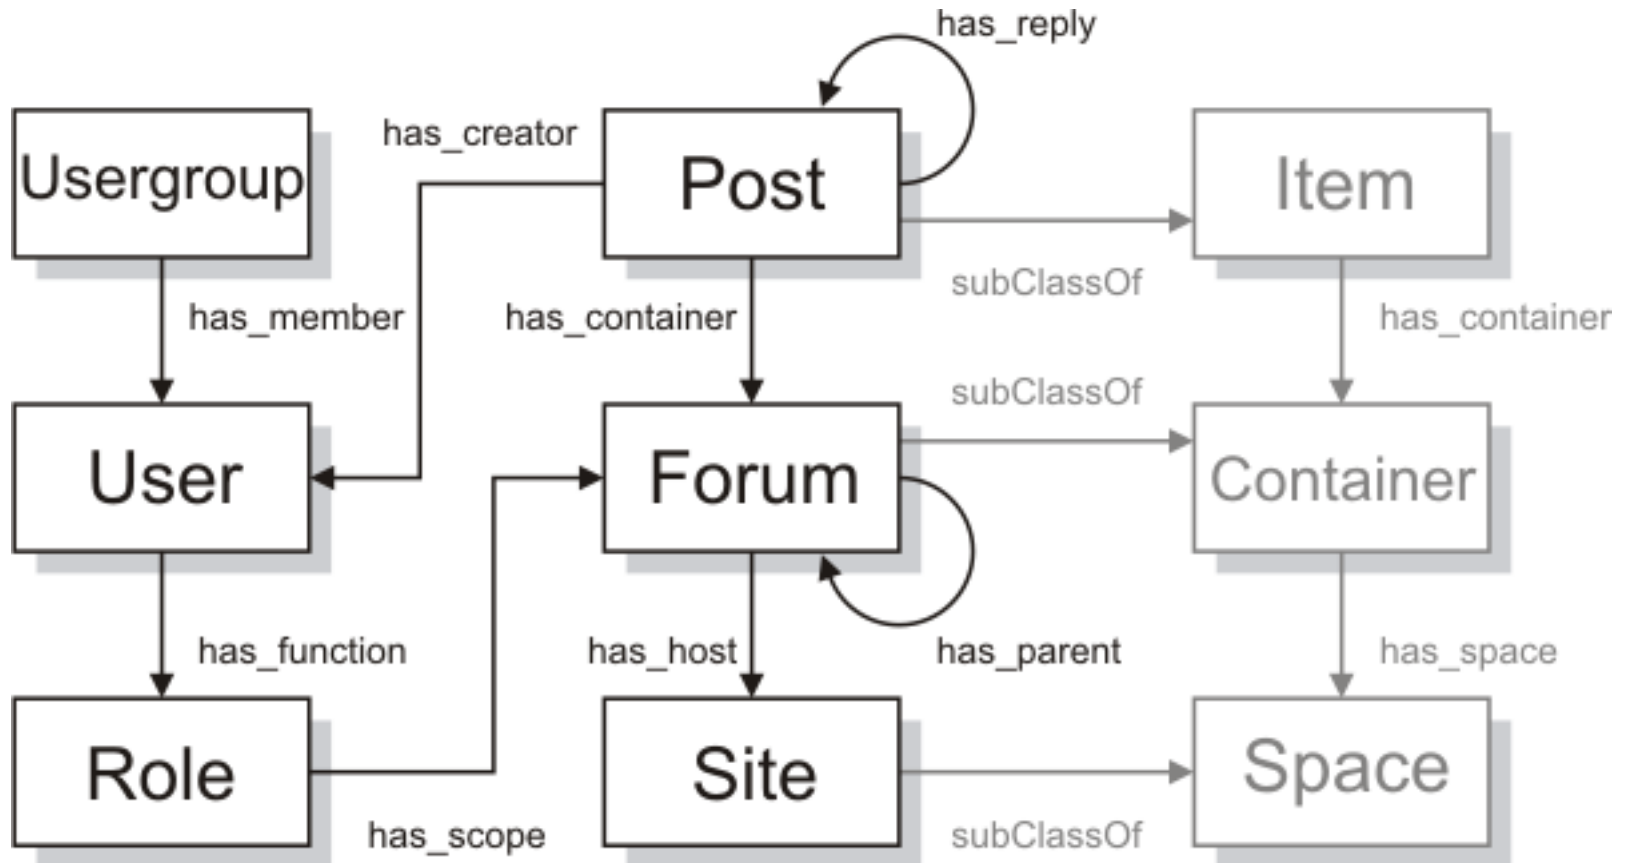 has_reply
Usergroup
has_creator
Post
Item
subClassOf
has_member
has_container
has_container
subClassOf
User
Forum
Container
has_function
has_host
has_parent
has_space
Role
Site
Space
has_scope
subClassOf